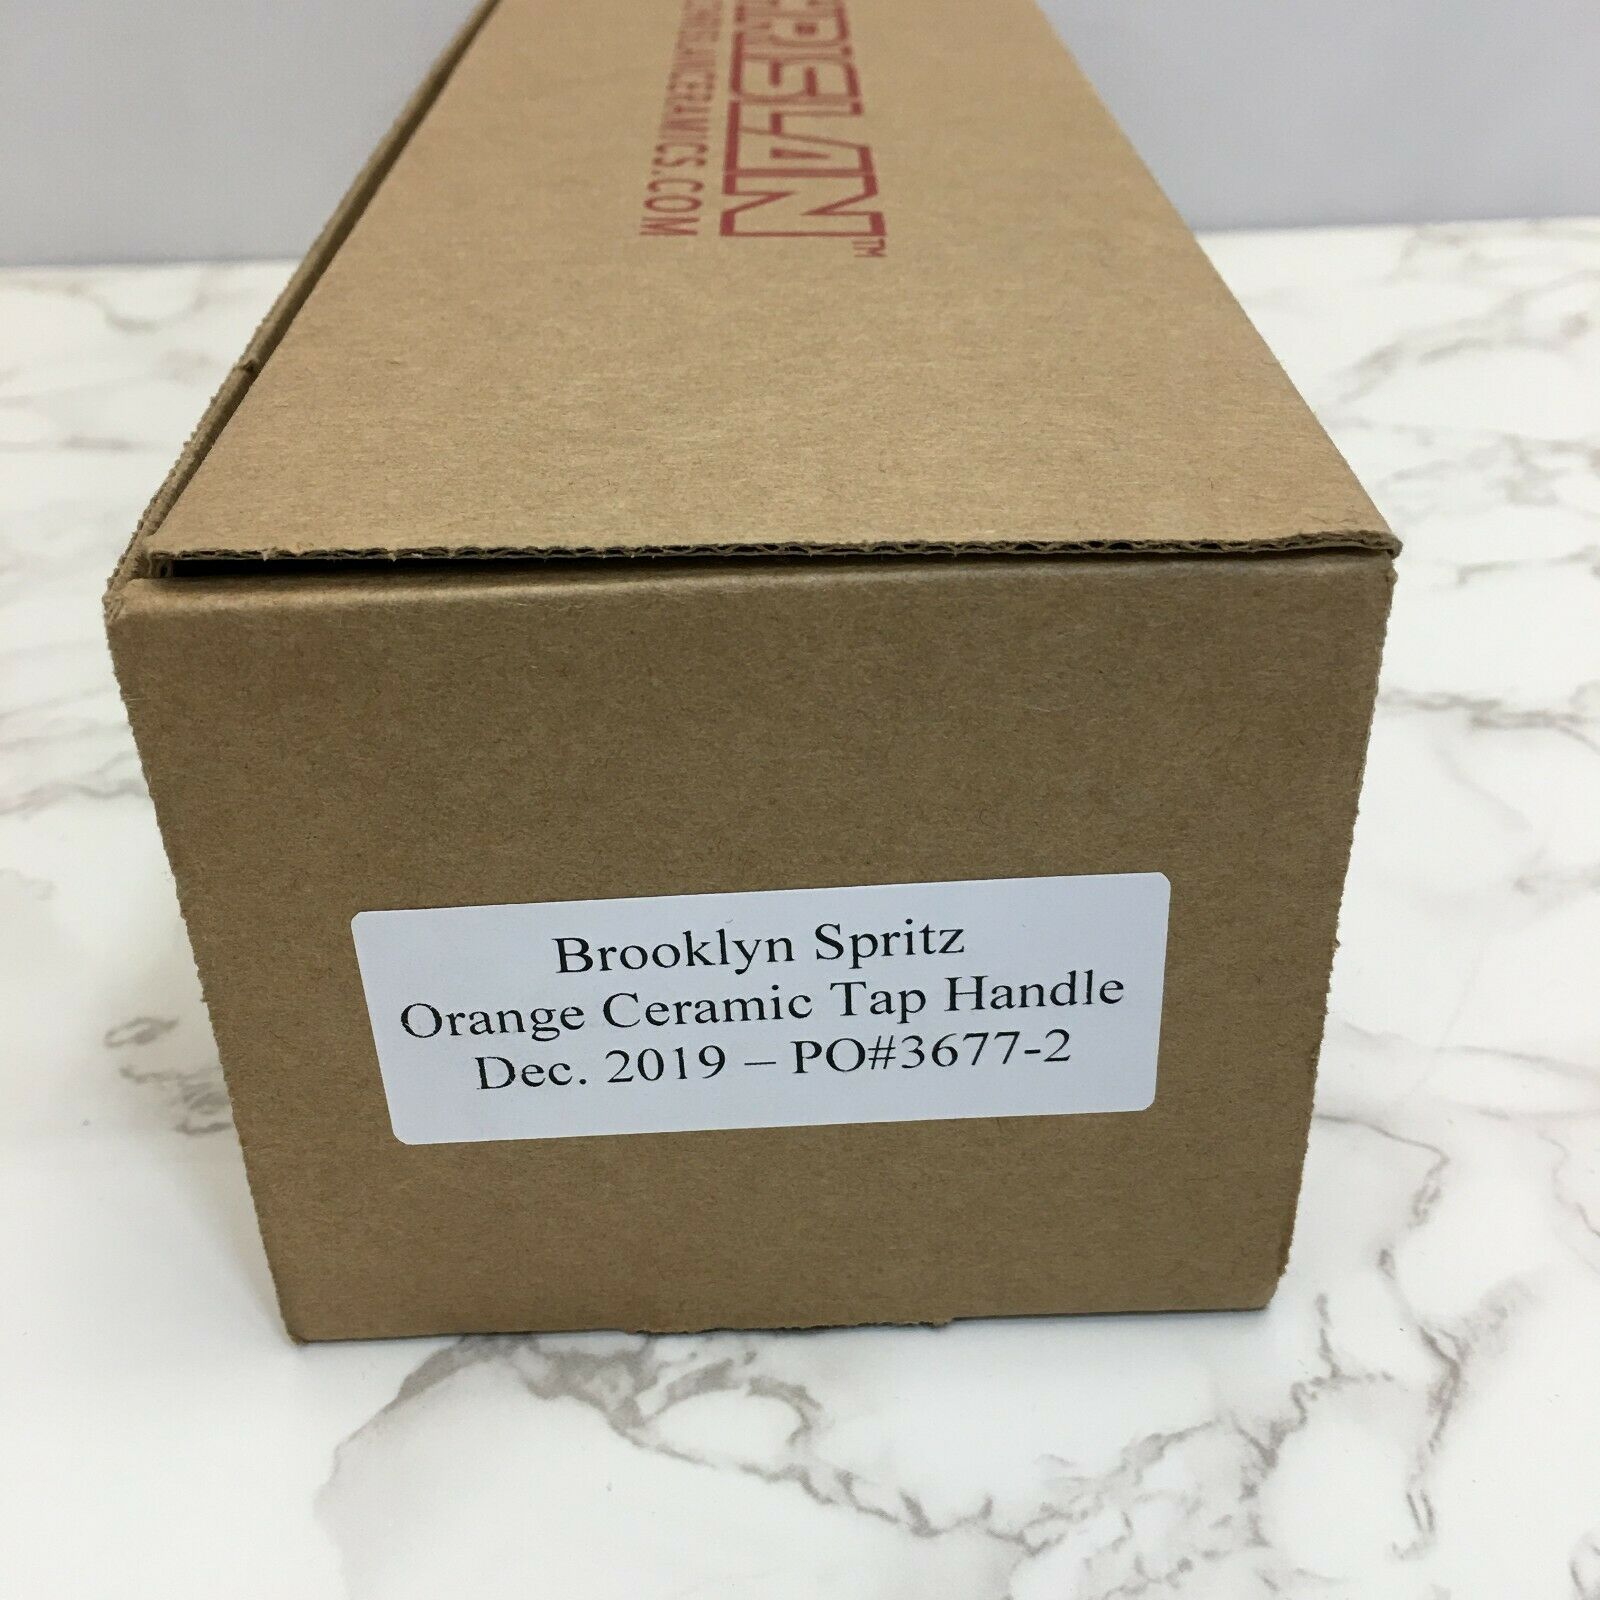 Brooklyn Spritz
Orange Ceramic Tap Handle
Dec. 2019 – PO#3677-2